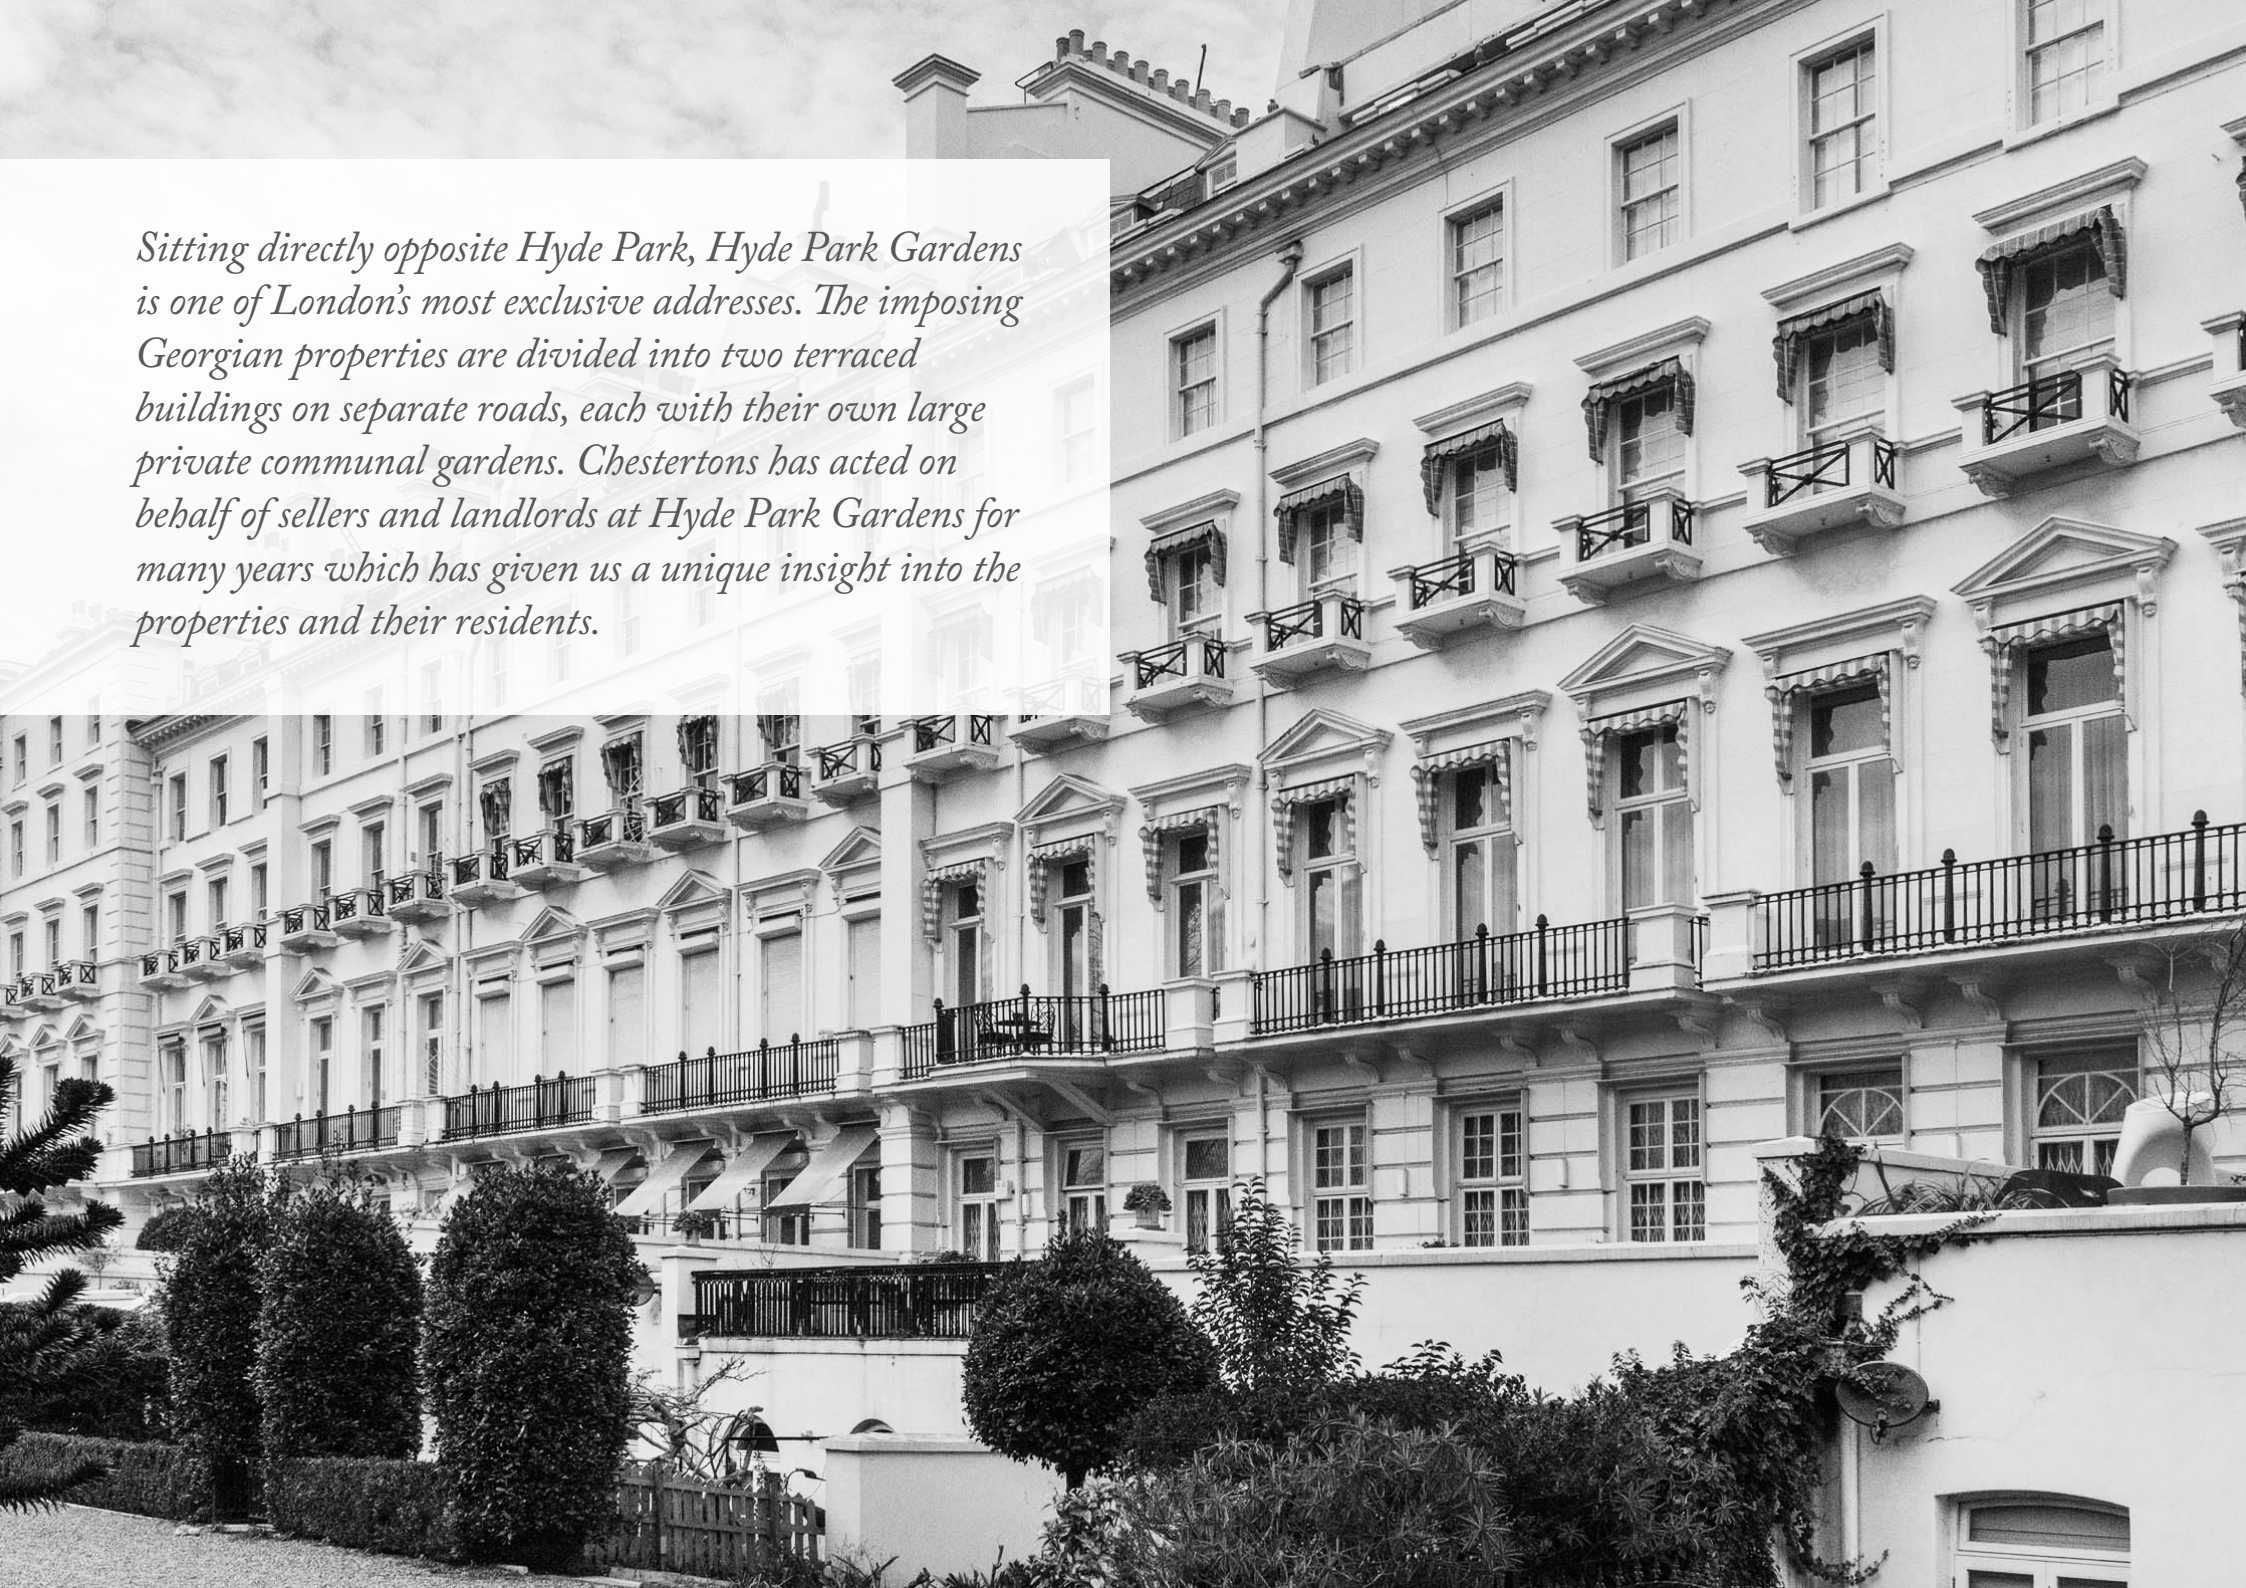 Sitting directly opposite Hyde Park, Hyde Park Gardens
is one of London’s most exclusive addresses. The imposing
Georgian properties are divided into two terraced
buildings on separate roads, each with their own large
private communal gardens. Chestertons has acted on
behalf of sellers and landlords at Hyde Park Gardens for
many years which has given us a unique insight into the
properties and their residents.